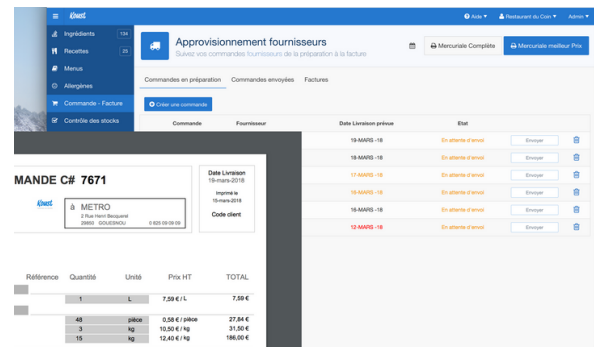 Kouest
Aide
Restaurant du Coin
Admin
Ingrédients 134
Recettes 29
Menus
Allergènes
Commande - Facture
Contrôle des stocks
Approvisionnement fournisseurs
Suivez vos commandes fournisseurs de la préparation à la facture
Mercuriale Complète
Mercuriale meilleur Prix
Commandes en préparation Commandes envoyées Factures
Créer une commande
Commande Fournisseur Date Livraison prévue Etat
19-MARS -18 En attente d'envoi Envoyer
19-MARS -18 En attente d'envoi Envoyer
17-MARS -18 En attente d'envoi Envoyer
16-MARS -18 En attente d'envoi Envoyer
16-MARS -18 En attente d'envoi Envoyer
12-MARS -18 En attente d'envoi Envoyer
MANDE C# 7671
à METRO
2 Rue Henri Becquerel
29850 GOUESNOU 0 825 09 09 09
Date Livraison
19-mars-2018
Imprimé le
15-mars-2018
Code client
Référence Quantité Unité Prix HT TOTAL
1 L 7,59 € / L 7,59 €
48 pièce 0,58 € / pièce 27,84 €
3 kg 10,50 € / kg 31,50 €
15 kg 12,40 € / kg 186,00 €